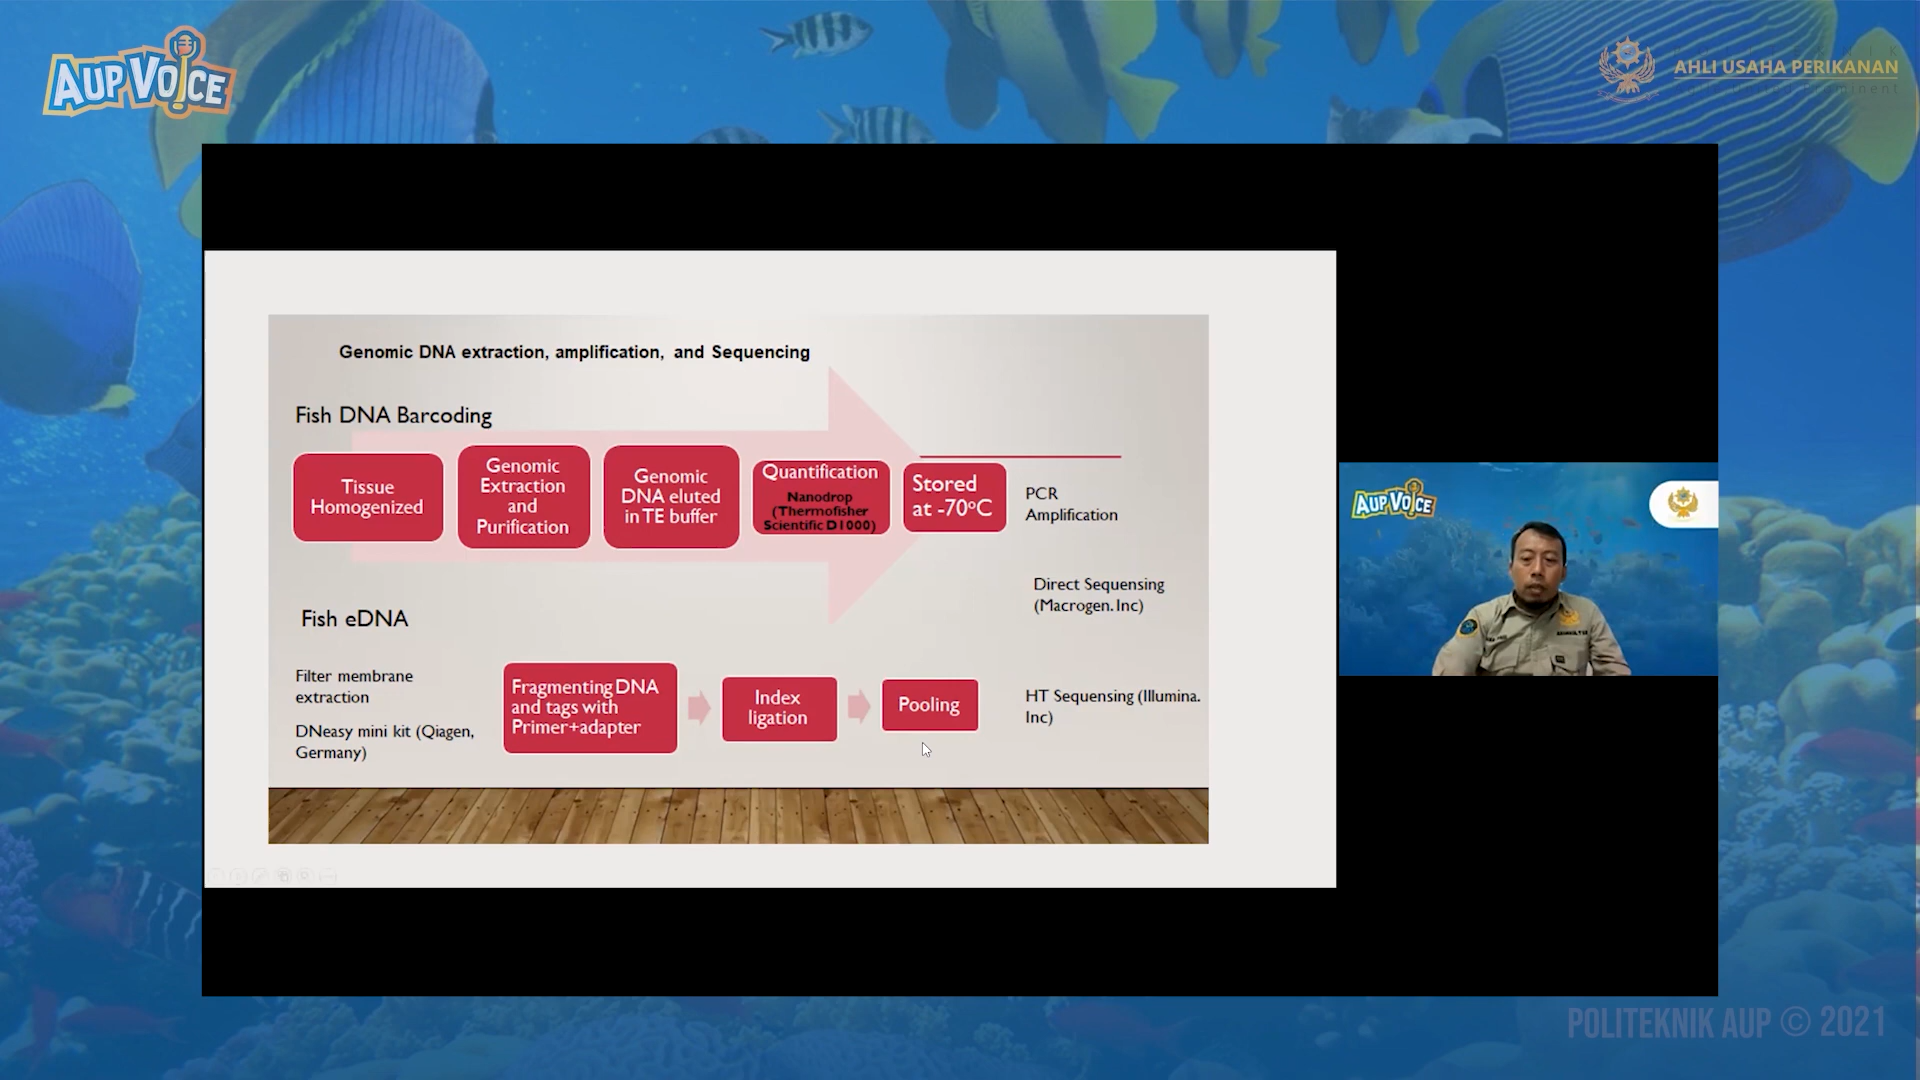 AUP VOICE
POLITEKNIK
AHLI USAHA PERIKANAN
Genomic DNA extraction, amplification, and Sequencing
Fish DNA Barcoding
Tissue
Homogenized
Genomic
Extraction
and
Purification
Genomic
DNA eluted
in TE buffer
Quantification
Nanodrop
(Thermofisher
Scientific D1000)
Stored
at -70°C
PCR
Amplification
Direct Sequencing
(Macrogen. Inc)
Fish eDNA
Filter membrane
extraction
DNeasy mini kit (Qiagen,
Germany)
Fragmenting DNA
and tags with
Primer+adapter
Index
ligation
Pooling
HT Sequencing (Illumina.
Inc)
AUP VOICE
POLITEKNIK AUP © 2021